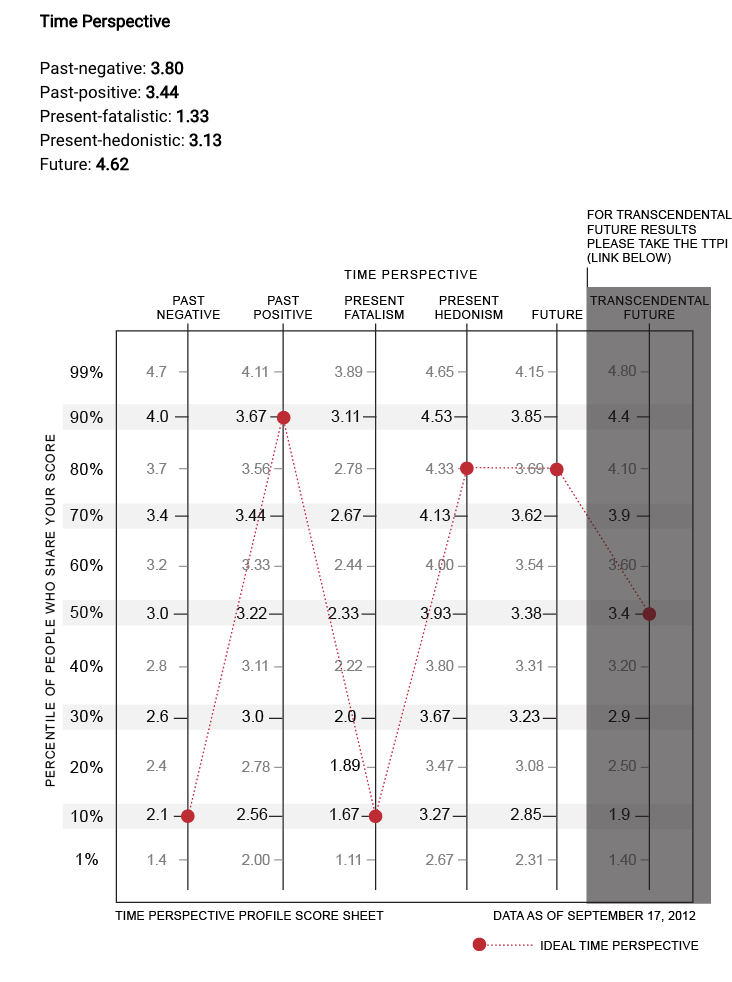 Time Perspective
Past-negative: 3.80
Past-positive: 3.44
Present-fatalistic: 1.33
Present-hedonistic: 3.13
Future: 4.62
FOR TRANSCENDENTAL
FUTURE RESULTS
PLEASE TAKE THE TTPI
(LINK BELOW)
TIME PERSPECTIVE
PAST NEGATIVE
PAST POSITIVE
PRESENT FATALISM
PRESENT HEDONISM
FUTURE
TRANSCENDENTAL FUTURE
PERCENTILE OF PEOPLE WHO SHARE YOUR SCORE
99% 4.7 4.11 3.89 4.65 4.15 4.80
90% 4.0 3.67 3.11 4.53 3.85 4.4
80% 3.7 3.56 2.78 4.33 3.69 4.10
70% 3.4 3.44 2.67 4.13 3.62 3.9
60% 3.2 3.33 2.44 4.00 3.54 3.60
50% 3.0 3.22 2.33 3.93 3.38 3.4
40% 2.8 3.11 2.22 3.80 3.31 3.20
30% 2.6 3.0 2.0 3.67 3.23 2.9
20% 2.4 2.78 1.89 3.47 3.08 2.50
10% 2.1 2.56 1.67 3.27 2.85 1.9
1% 1.4 2.00 1.11 2.67 2.31 1.40
TIME PERSPECTIVE PROFILE SCORE SHEET
DATA AS OF SEPTEMBER 17, 2012
IDEAL TIME PERSPECTIVE